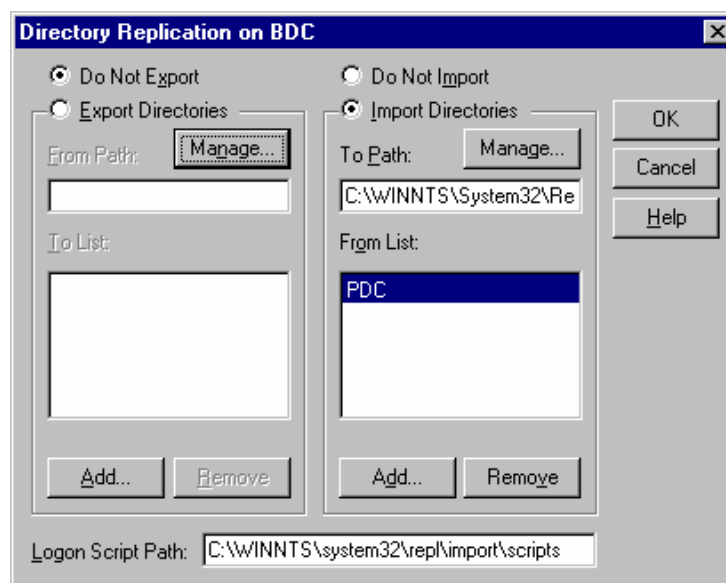 Directory Replication on BDC
Do Not Export
Do Not Import
Export Directories
Import Directories
OK
From Path:
Manage...
To Path:
Manage...
Cancel
C:\WINNTS\System32\Re
Help
To List:
From List:
PDC
Add...
Remove
Add...
Remove
Logon Script Path:
C:\WINNTS\system32\repl\import\scripts